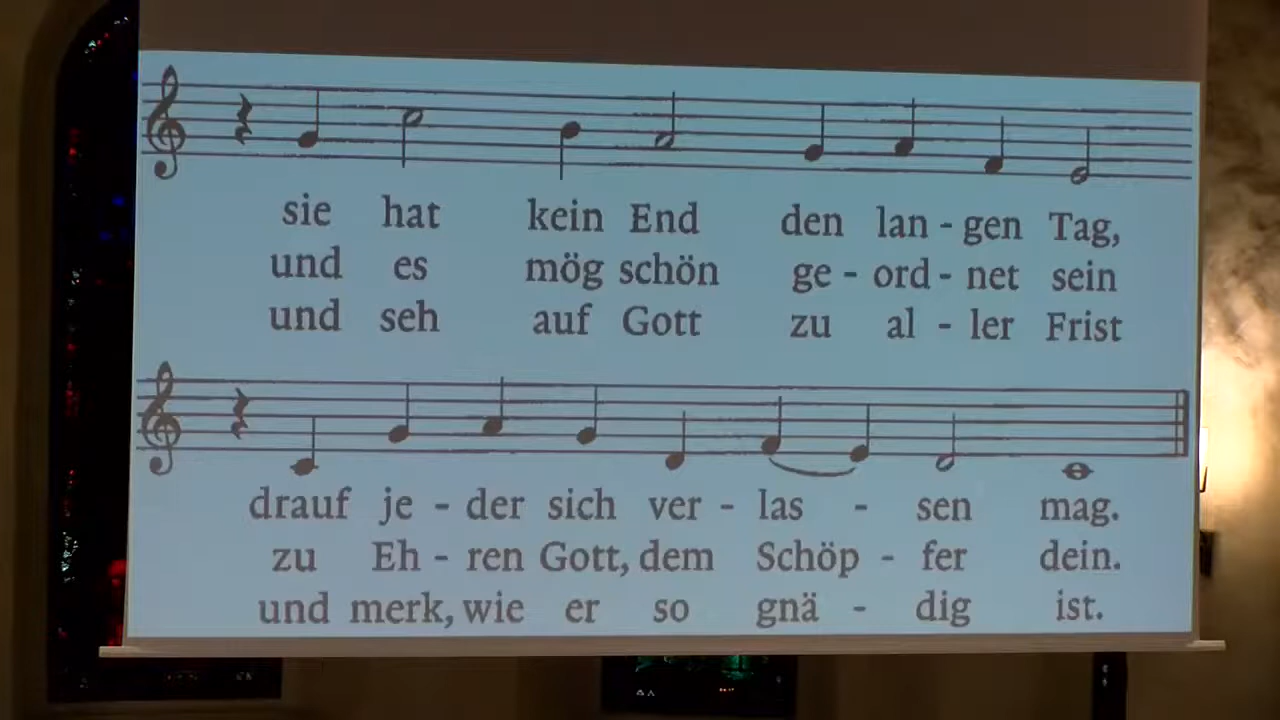 sie hat kein End den lan - gen Tag,
und es mög schön ge - ord - net sein
und seh auf Gott zu al - ler Frist
drauf je - der sich ver - las - sen mag.
zu Eh - ren Gott, dem Schöp - fer dein.
und merk, wie er so gnä - dig ist.